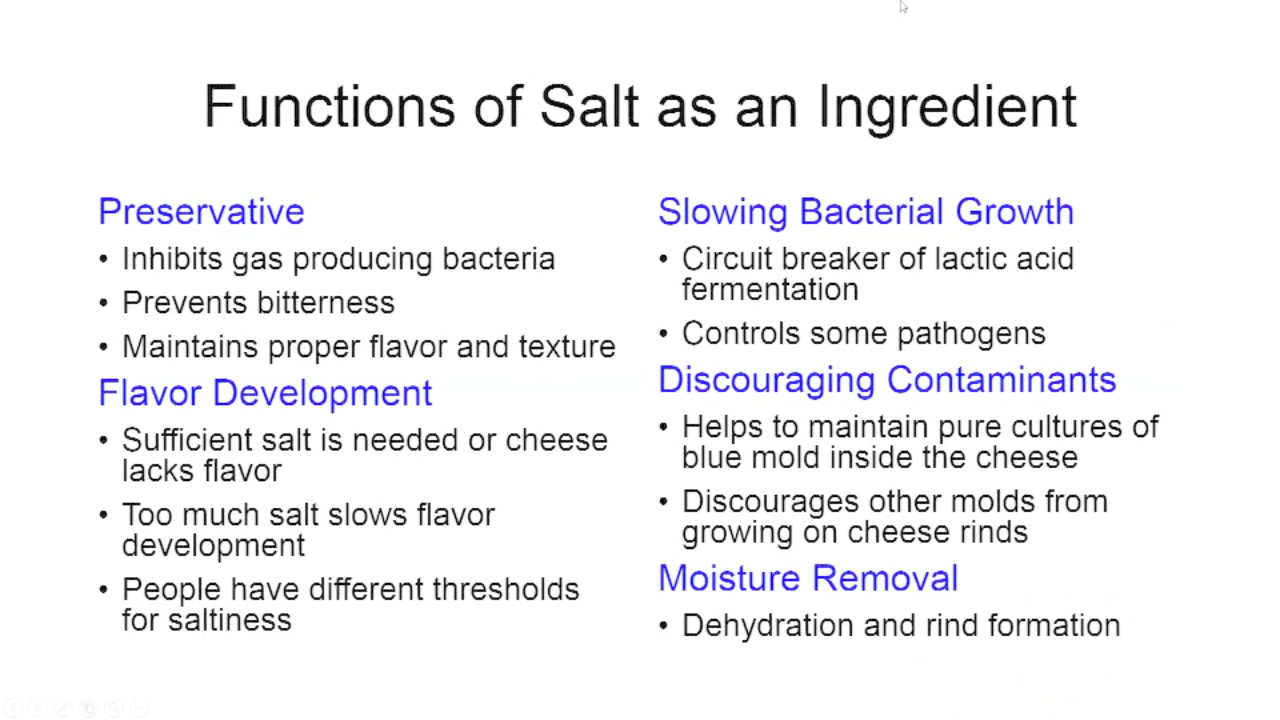 Functions of Salt as an Ingredient
Preservative
• Inhibits gas producing bacteria
• Prevents bitterness
• Maintains proper flavor and texture
Flavor Development
• Sufficient salt is needed or cheese
lacks flavor
• Too much salt slows flavor
development
• People have different thresholds
for saltiness
Slowing Bacterial Growth
• Circuit breaker of lactic acid
fermentation
• Controls some pathogens
Discouraging Contaminants
• Helps to maintain pure cultures of
blue mold inside the cheese
• Discourages other molds from
growing on cheese rinds
Moisture Removal
• Dehydration and rind formation